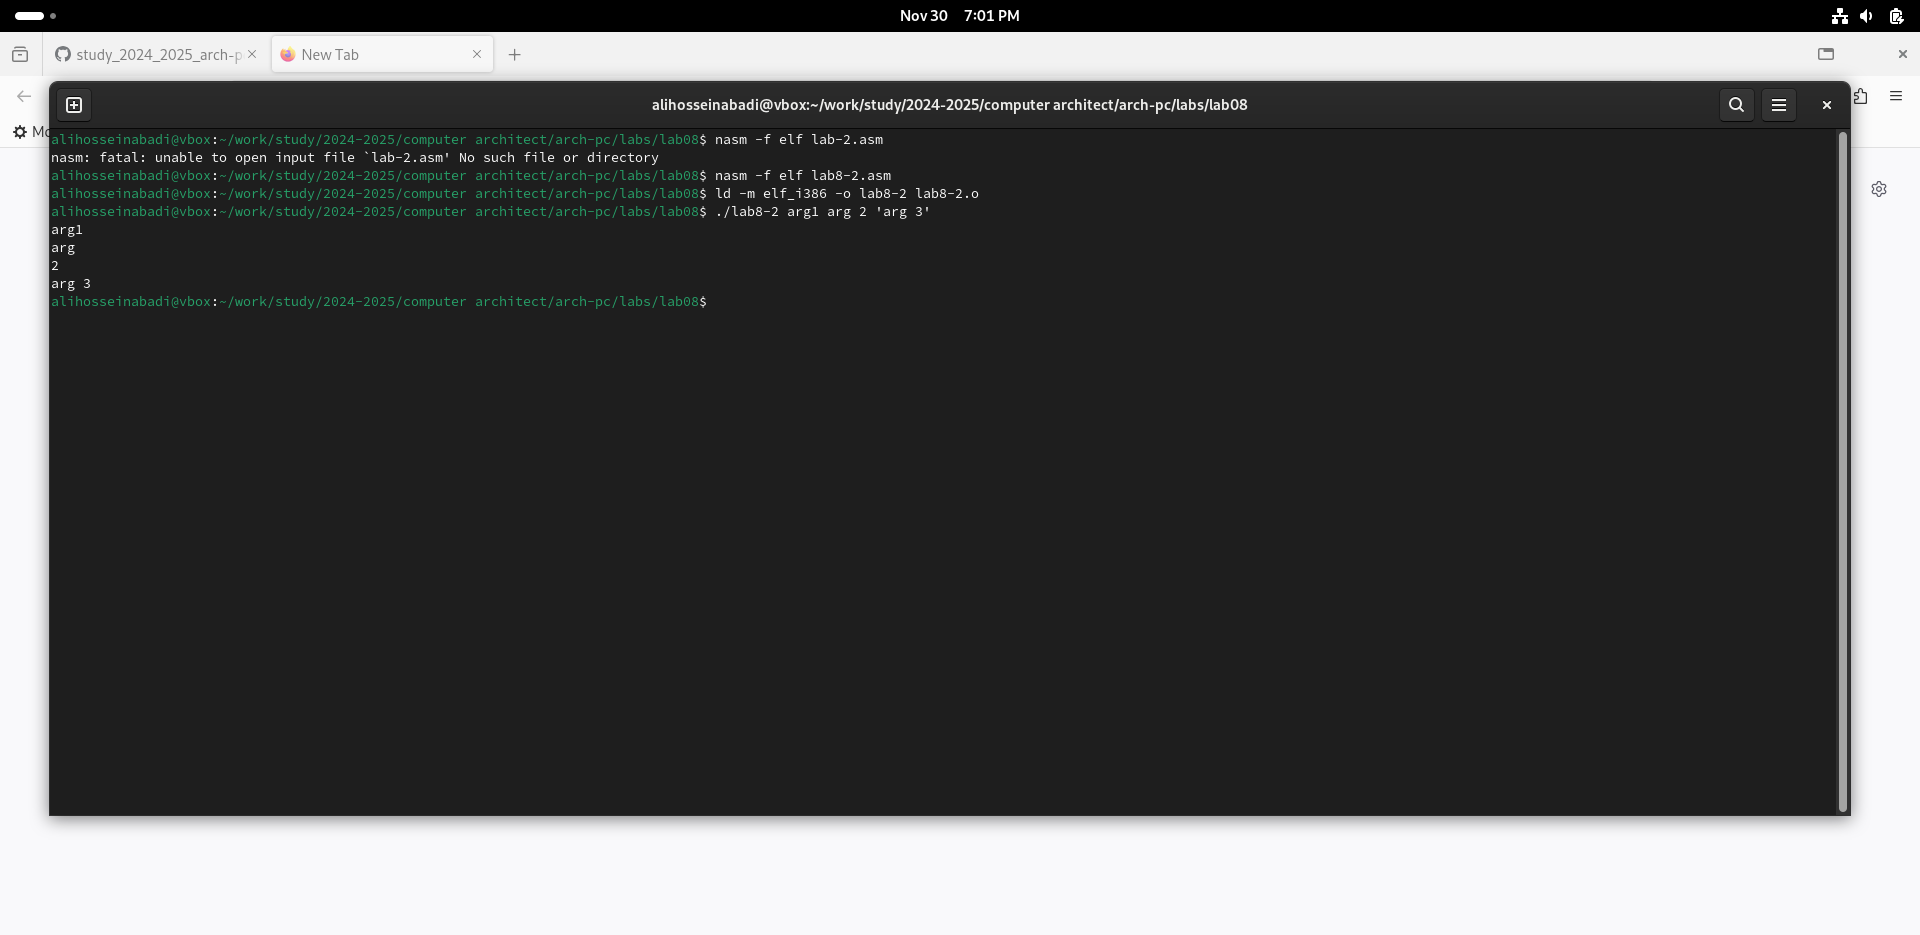 Nov 30 7:01 PM
study_2024_2025_arch-p
New Tab
alihosseinabadi@vbox:~/work/study/2024-2025/computer architect/arch-pc/labs/lab08
alihosseinabadi@vbox:~/work/study/2024-2025/computer architect/arch-pc/labs/lab08$ nasm -f elf lab-2.asm
nasm: fatal: unable to open input file `lab-2.asm' No such file or directory
alihosseinabadi@vbox:~/work/study/2024-2025/computer architect/arch-pc/labs/lab08$ nasm -f elf lab8-2.asm
alihosseinabadi@vbox:~/work/study/2024-2025/computer architect/arch-pc/labs/lab08$ ld -m elf_i386 -o lab8-2 lab8-2.o
alihosseinabadi@vbox:~/work/study/2024-2025/computer architect/arch-pc/labs/lab08$ ./lab8-2 arg1 arg 2 'arg 3'
arg1
arg
2
arg 3
alihosseinabadi@vbox:~/work/study/2024-2025/computer architect/arch-pc/labs/lab08$